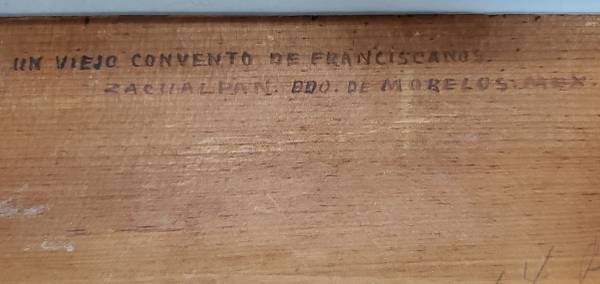 UN VIEJO CONVENTO DE FRANCISCANOS.
ZACUALPAN. EDO. DE MORELOS. MEX.